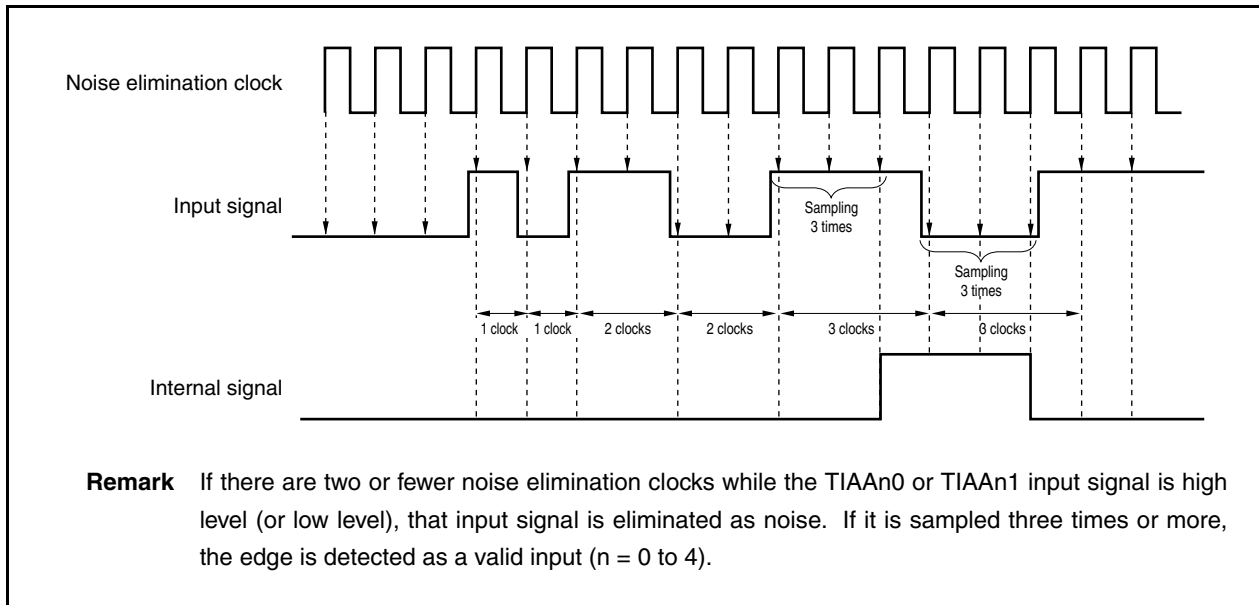 Noise elimination clock
Input signal
Sampling
3 times
Sampling
3 times
1 clock
1 clock
2 clocks
2 clocks
3 clocks
3 clocks
Internal signal
Remark If there are two or fewer noise elimination clocks while the TIAAn0 or TIAAn1 input signal is high
level (or low level), that input signal is eliminated as noise. If it is sampled three times or more,
the edge is detected as a valid input (n = 0 to 4).